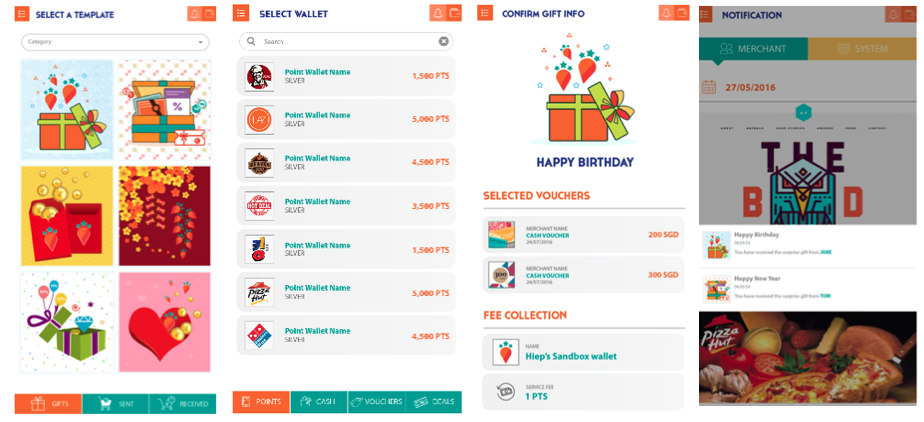 SELECT A TEMPLATE
Category
GIFTS
SENT
RECEIVED
SELECT WALLET
Search
Point Wallet Name
SILVER
1,500 PTS
Point Wallet Name
SILVER
5,000 PTS
Point Wallet Name
SILVER
4,500 PTS
Point Wallet Name
SILVER
3,500 PTS
Point Wallet Name
SILVER
1,500 PTS
Pizza Hut
Point Wallet Name
SILVER
5,000 PTS
Point Wallet Name
SILVER
4,500 PTS
POINTS
CASH
VOUCHERS
DEALS
CONFIRM GIFT INFO
HAPPY BIRTHDAY
SELECTED VOUCHERS
MERCHANT NAME
CASH VOUCHER
24/07/2016
200 SGD
MERCHANT NAME
CASH VOUCHER
24/07/2016
300 SGD
FEE COLLECTION
NAME
Hiep's Sandbox wallet
SERVICE FEE
1 PTS
NOTIFICATION
MERCHANT
SYSTEM
27/05/2016
THE
Happy Birthday
You have received the surprise gift from JANE
Happy New Year
You have received the surprise gift from TOM
Pizza Hut